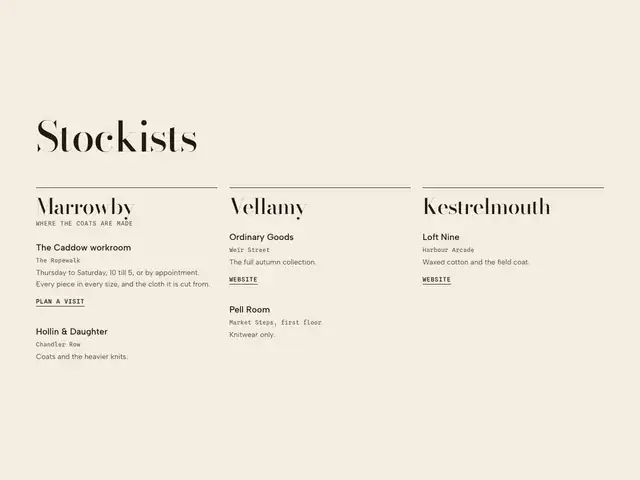 Stockists
Marrowby
WHERE THE COATS ARE MADE
The Caddow workroom
The Ropewalk
Thursday to Saturday, 10 till 5, or by appointment.
Every piece in every size, and the cloth it is cut from.
PLAN A VISIT
Hollin & Daughter
Chandler Row
Coats and the heavier knits.
Vellamy
Ordinary Goods
Weir Street
The full autumn collection.
WEBSITE
Pell Room
Market Steps, first floor
Knitwear only.
Kestrelmouth
Loft Nine
Harbour Arcade
Waxed cotton and the field coat.
WEBSITE